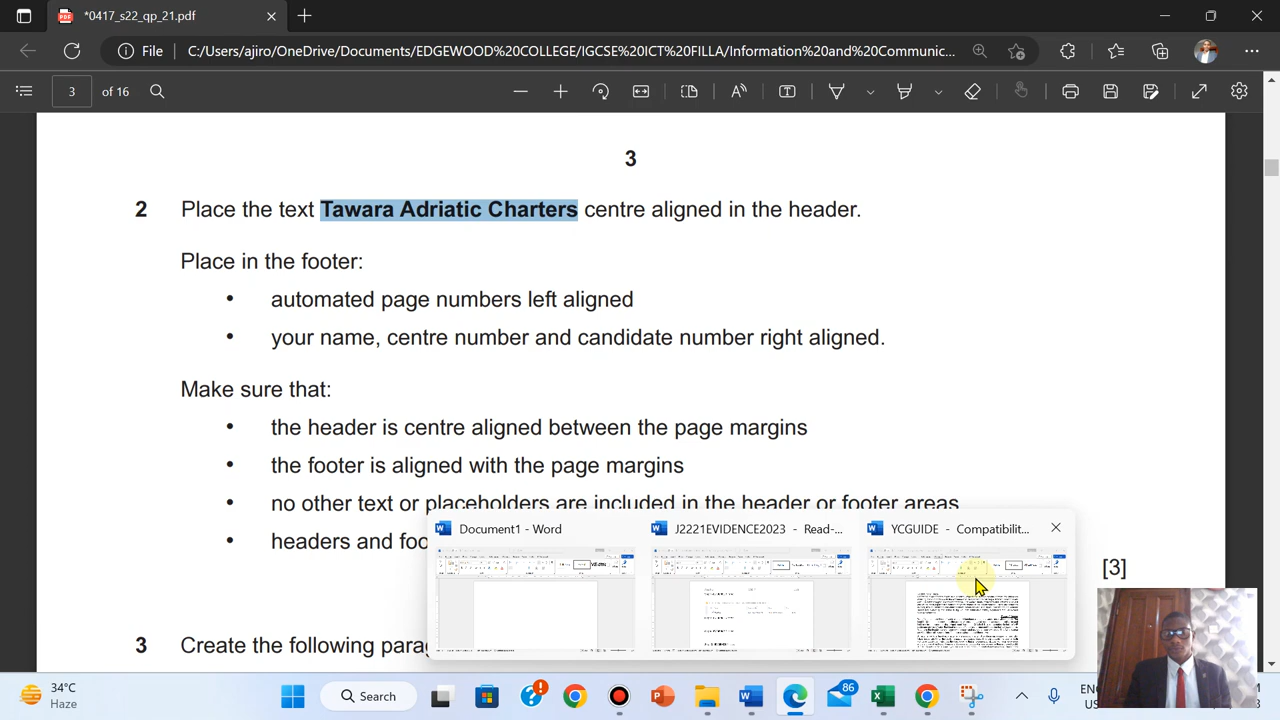 *0417_s22_qp_21.pdf
File
C:/Users/ajiro/OneDrive/Documents/EDGEWOOD%20COLLEGE/IGCSE%20ICT%20FILLA/Information%20and%20Communic...
3 of 16
3
2 Place the text Tawara Adriatic Charters centre aligned in the header.
Place in the footer:
• automated page numbers left aligned
• your name, centre number and candidate number right aligned.
Make sure that:
• the header is centre aligned between the page margins
• the footer is aligned with the page margins
• no other text or placeholders are included in the header or footer areas
• headers and foo
[3]
Document1 - Word
J2221EVIDENCE2023 - Read-...
YCGUIDE - Compatibilit...
3 Create the following parag
34°C
Haze
Search
86
ENG
US